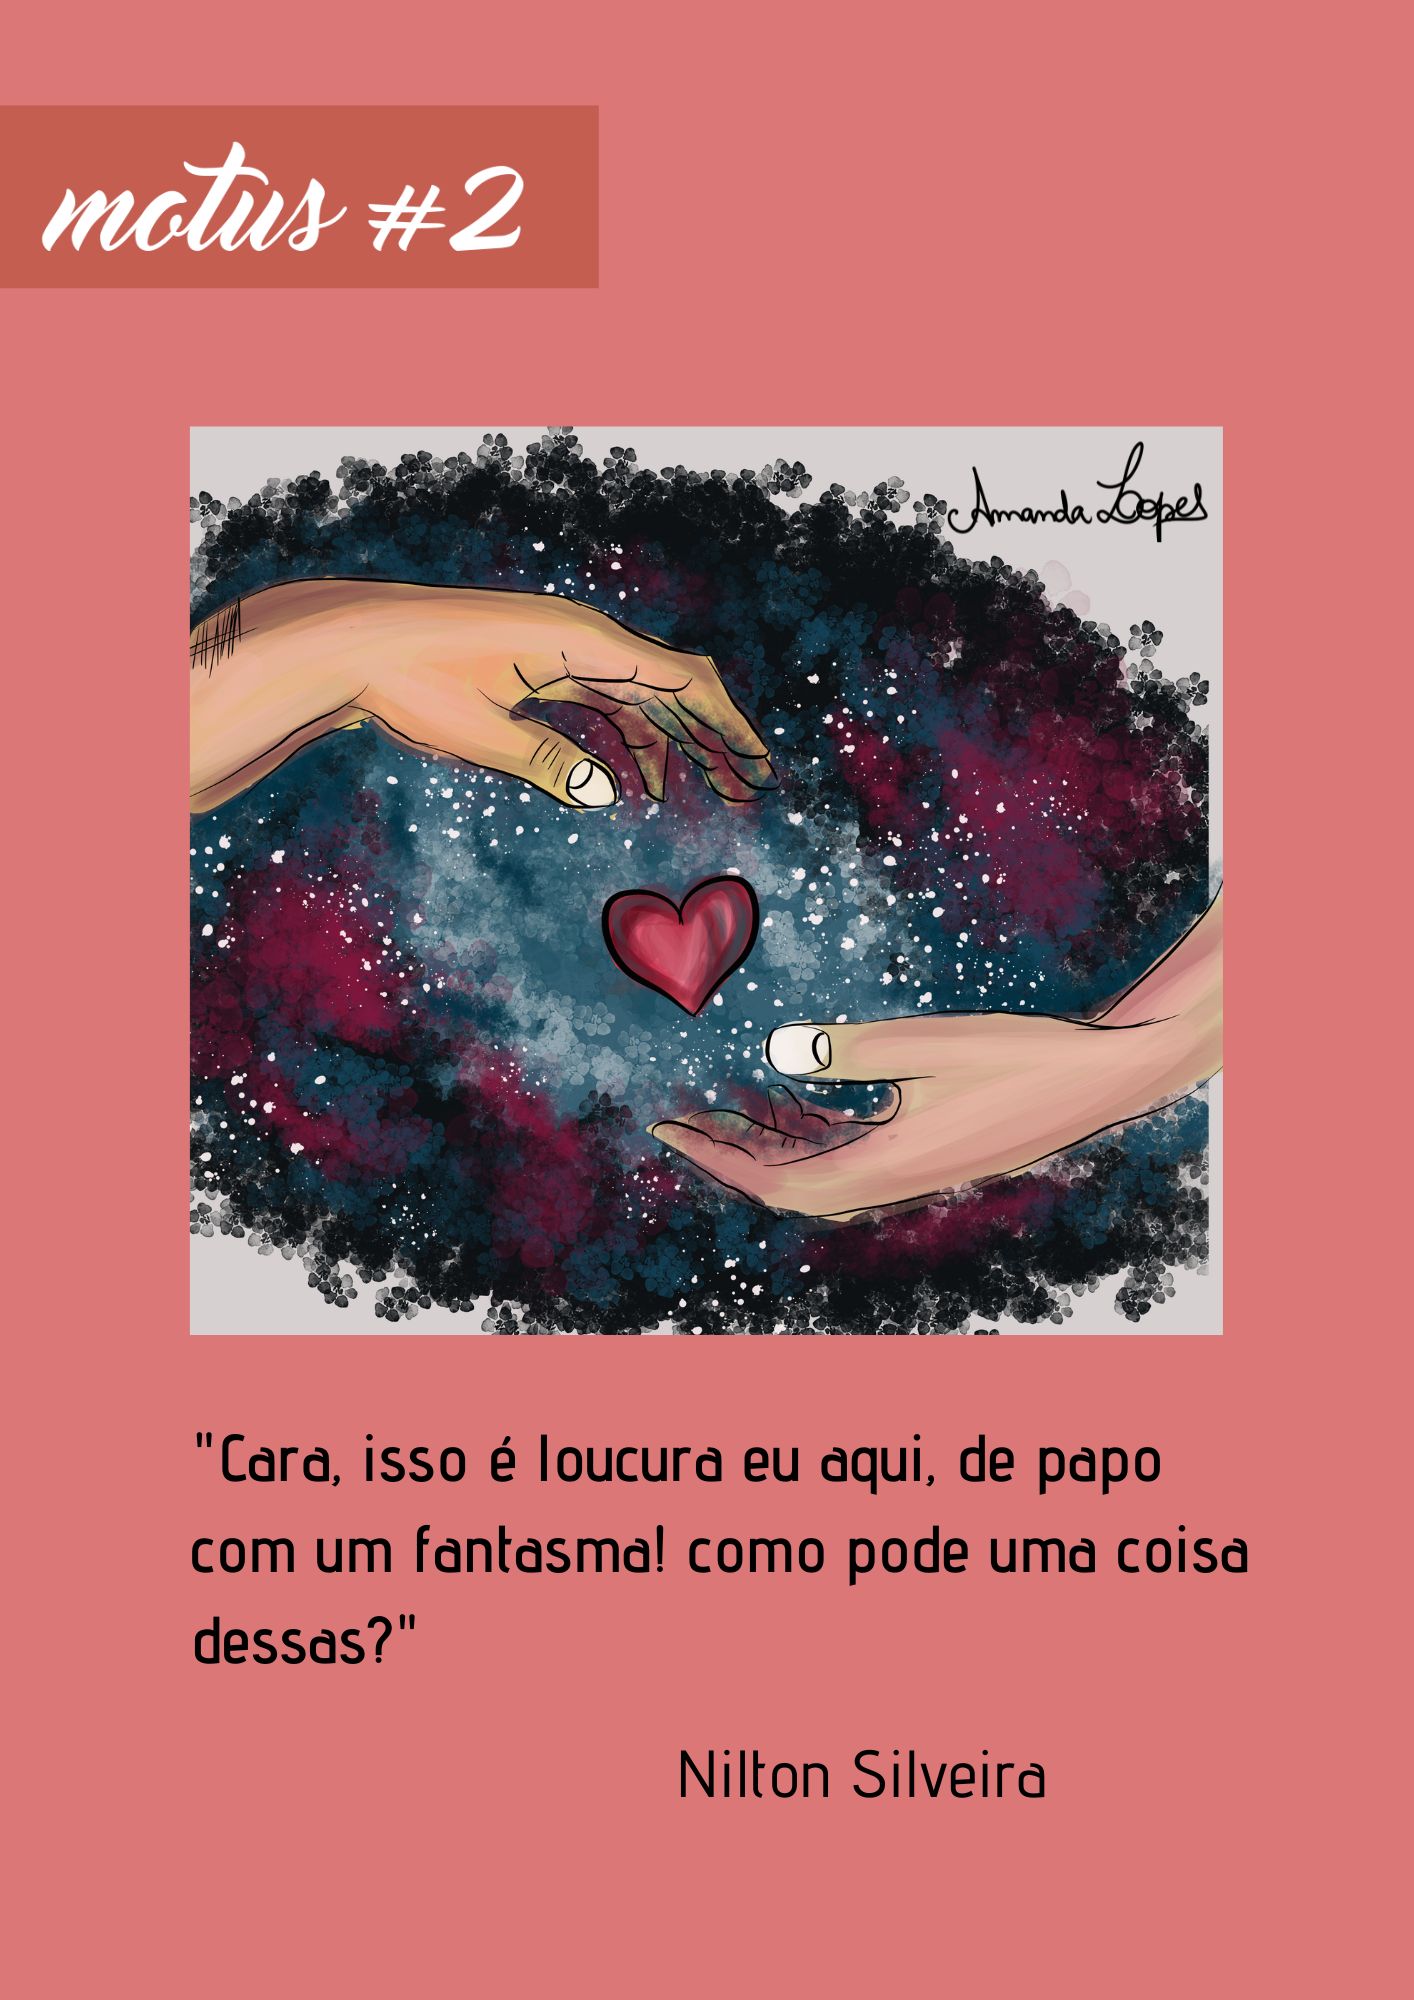 motus #2
Amanda Lopes
"Cara, isso é loucura eu aqui, de papo
com um fantasma! como pode uma coisa
dessas?"
Nilton Silveira